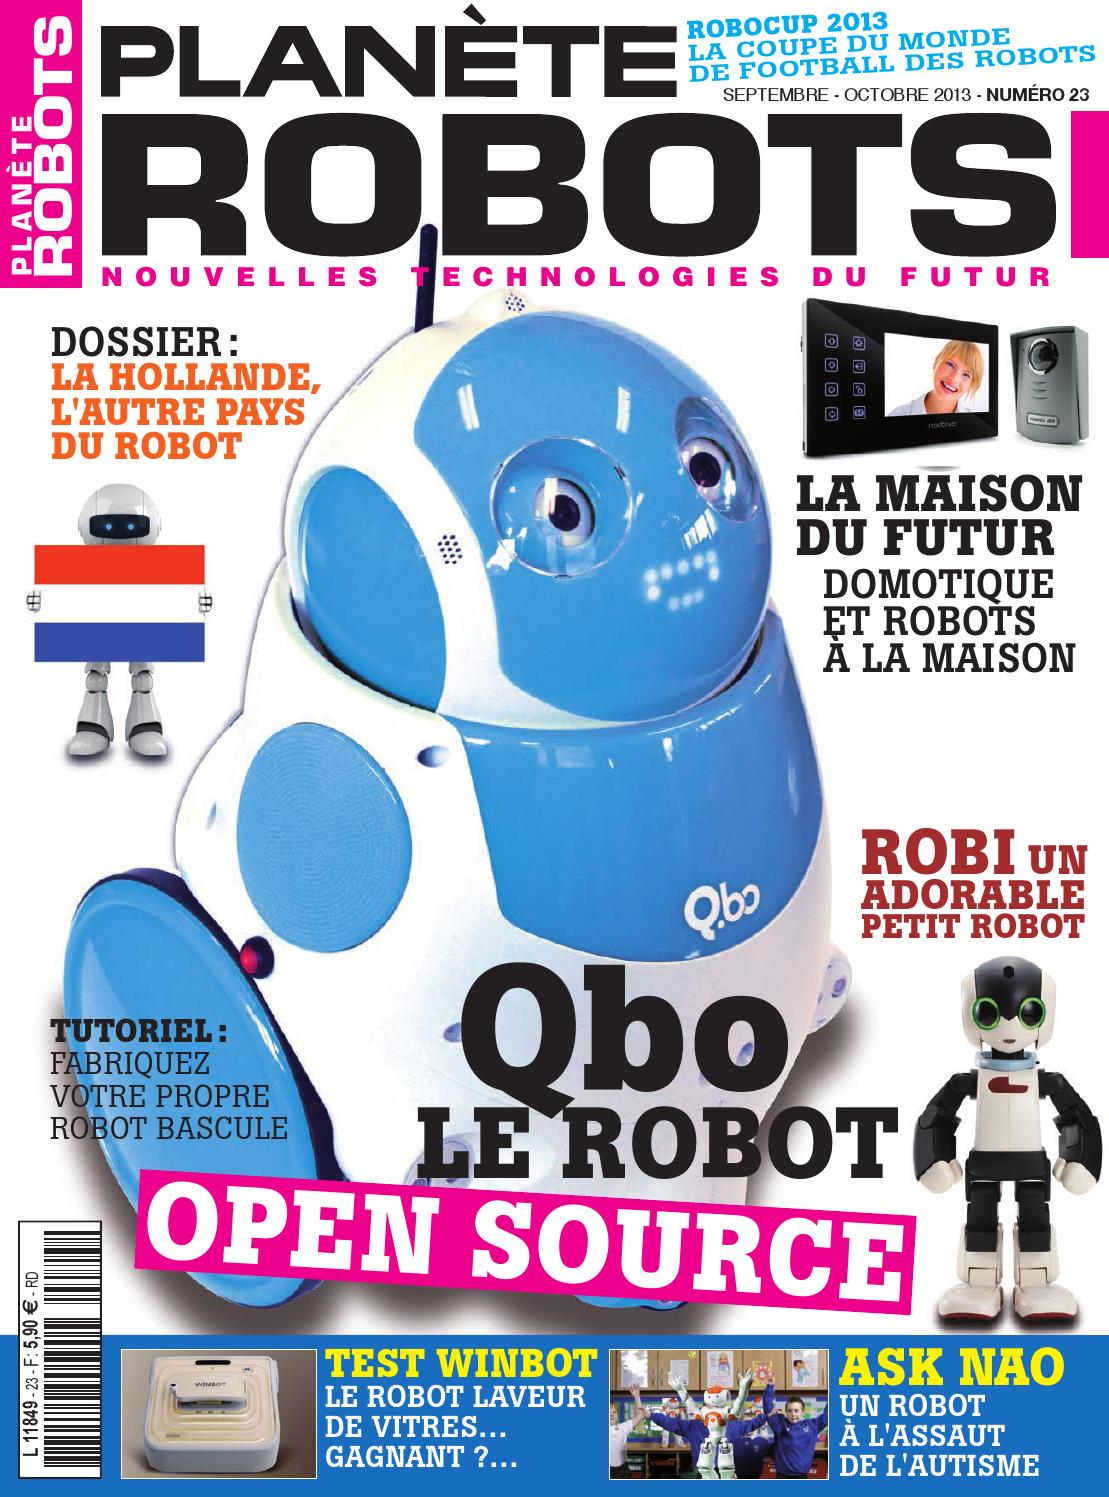 PLANÈTE
ROBOTS
PLANÈTE
ROBOTS
NOUVELLES TECHNOLOGIES DU FUTUR
ROBOCUP 2013
LA COUPE DU MONDE
DE FOOTBALL DES ROBOTS
SEPTEMBRE - OCTOBRE 2013 - NUMÉRO 23
DOSSIER :
LA HOLLANDE,
L'AUTRE PAYS
DU ROBOT
LA MAISON
DU FUTUR
DOMOTIQUE
ET ROBOTS
À LA MAISON
ROBI UN
ADORABLE
PETIT ROBOT
Q.bo
Qbo
LE ROBOT
OPEN SOURCE
TUTORIEL :
FABRIQUEZ
VOTRE PROPRE
ROBOT BASCULE
L 11849 - 23 - F: 5,90 € - RD
WINBOT
TEST WINBOT
LE ROBOT LAVEUR
DE VITRES...
GAGNANT ?...
ASK NAO
UN ROBOT
À L'ASSAUT
DE L'AUTISME